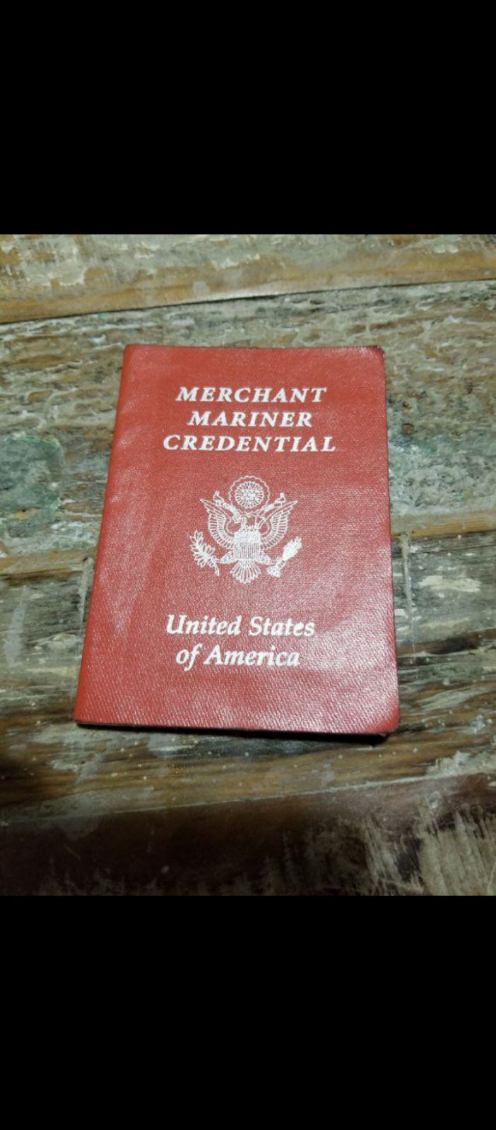 MERCHANT
MARINER
CREDENTIAL
United States
of America